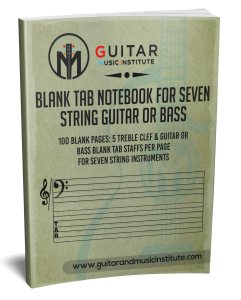 GUITAR
MUSIC INSTITUTE
BLANK TAB NOTEBOOK FOR SEVEN
STRING GUITAR OR BASS
100 BLANK PAGES: 5 TREBLE CLEF & GUITAR OR
BASS BLANK TAB STAFFS PER PAGE
FOR SEVEN STRING INSTRUMENTS
T
A
B
www.guitarandmusicinstitute.com